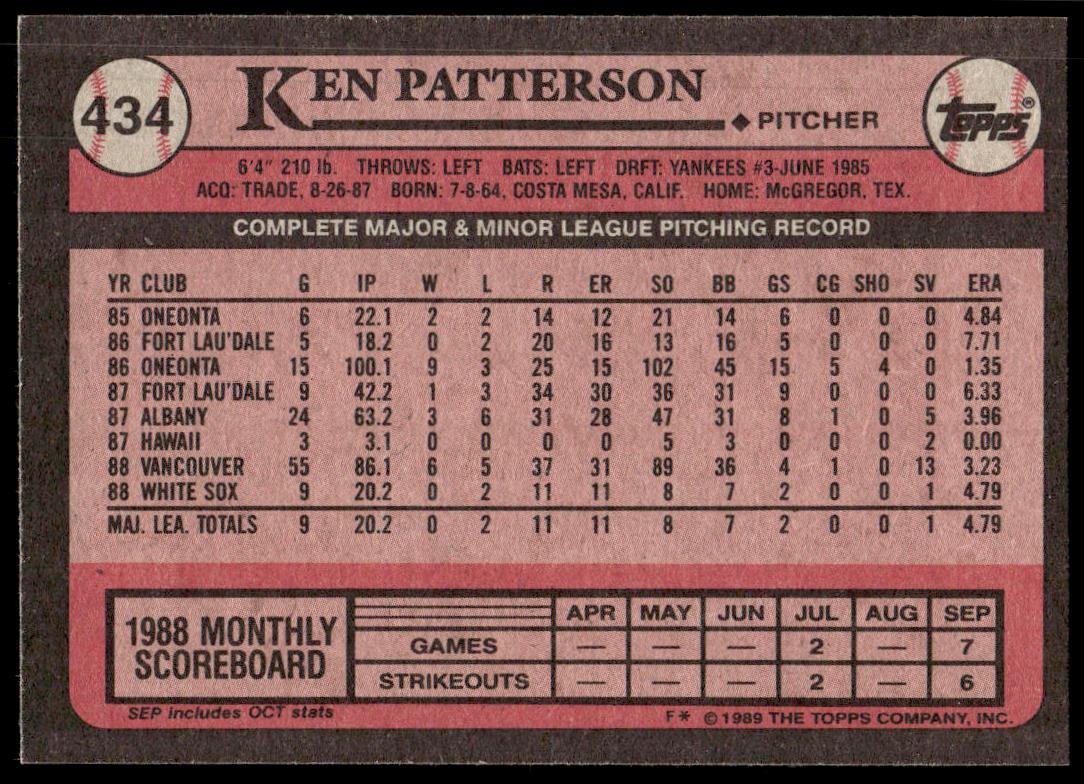 434
KEN PATTERSON
◆ PITCHER
TOPPS®
6'4" 210 lb. THROWS: LEFT BATS: LEFT DRFT: YANKEES #3-JUNE 1985
ACQ: TRADE, 8-26-87 BORN: 7-8-64, COSTA MESA, CALIF. HOME: McGREGOR, TEX.
COMPLETE MAJOR & MINOR LEAGUE PITCHING RECORD
YR CLUB G IP W L R ER SO BB GS CG SHO SV ERA
85 ONEONTA 6 22.1 2 2 14 12 21 14 6 0 0 0 4.84
86 FORT LAU'DALE 5 18.2 0 2 20 16 13 16 5 0 0 0 7.71
86 ONEONTA 15 100.1 9 3 25 15 102 45 15 5 4 0 1.35
87 FORT LAU'DALE 9 42.2 1 3 34 30 36 31 9 0 0 0 6.33
87 ALBANY 24 63.2 3 6 31 28 47 31 8 1 0 5 3.96
87 HAWAII 3 3.1 0 0 0 0 5 3 0 0 0 2 0.00
88 VANCOUVER 55 86.1 6 5 37 31 89 36 4 1 0 13 3.23
88 WHITE SOX 9 20.2 0 2 11 11 8 7 2 0 0 1 4.79
MAJ. LEA. TOTALS 9 20.2 0 2 11 11 8 7 2 0 0 1 4.79
1988 MONTHLY
SCOREBOARD
APR MAY JUN JUL AUG SEP
GAMES — — — 2 — 7
STRIKEOUTS — — — 2 — 6
SEP includes OCT stats
F* © 1989 THE TOPPS COMPANY, INC.